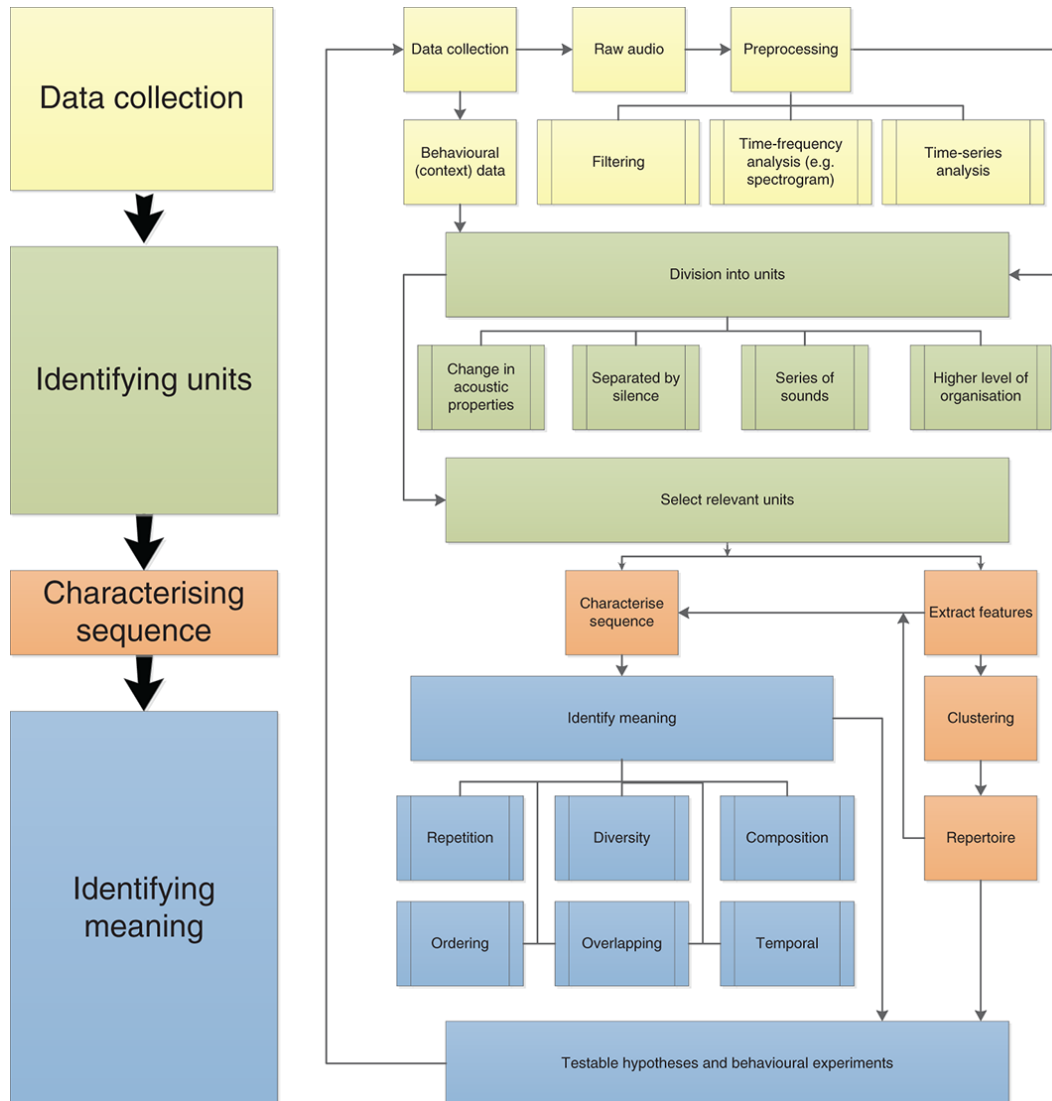 Data collection
Identifying units
Characterising
sequence
Identifying
meaning
Data collection
Raw audio
Preprocessing
Behavioural
(context) data
Filtering
Time-frequency
analysis (e.g.
spectrogram)
Time-series
analysis
Division into units
Change in
acoustic
properties
Separated by
silence
Series of
sounds
Higher level of
organisation
Select relevant units
Characterise
sequence
Extract features
Identify meaning
Clustering
Repetition
Diversity
Composition
Repertoire
Ordering
Overlapping
Temporal
Testable hypotheses and behavioural experiments